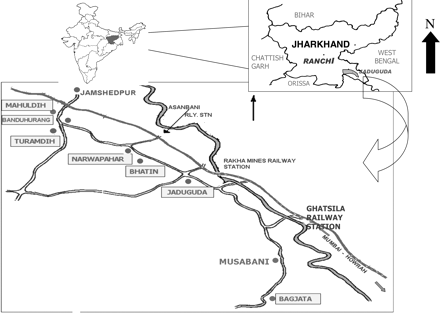 BIHAR
N
JHARKHAND
RANCHI
WEST
BENGAL
CHATTISH
GARH
JADUGUDA
ORISSA
JAMSHEDPUR
MAHULDIH
ASANBANI
RLY. STN
BANDUHURANG
TURAMDIH
NARWAPAHAR
RAKHA MINES RAILWAY
STATION
BHATIN
JADUGUDA
GHATSILA
RAILWAY
STATION
MUMBAI - HOWRAH
MUSABANI
BAGJATA